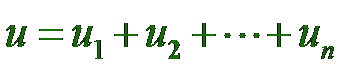 u = u₁ + u₂ + ⋯ + uₙ